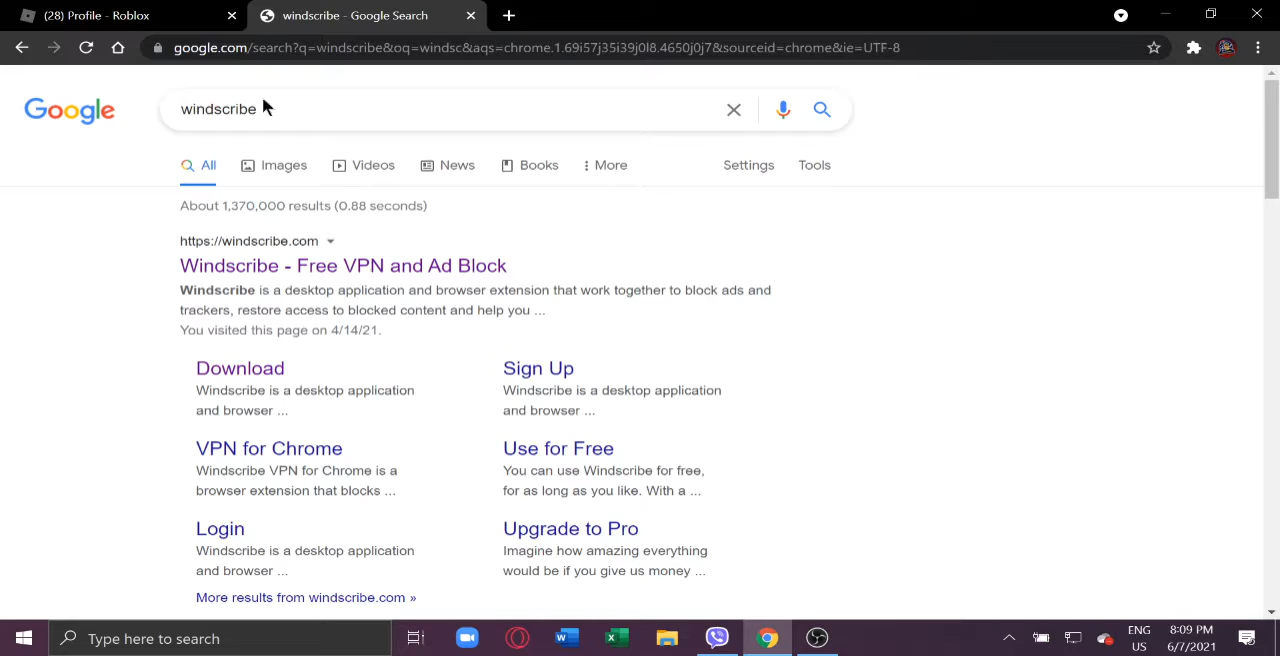 (28) Profile - Roblox
windscribe - Google Search
google.com/search?q=windscribe&oq=windsc&aqs=chrome.1.69i57j35i39j0l8.4650j0j7&sourceid=chrome&ie=UTF-8
Google
windscribe
All Images Videos News Books More Settings Tools
About 1,370,000 results (0.88 seconds)
https://windscribe.com
Windscribe - Free VPN and Ad Block
Windscribe is a desktop application and browser extension that work together to block ads and
trackers, restore access to blocked content and help you ...
You visited this page on 4/14/21.
Download
Windscribe is a desktop application
and browser ...
Sign Up
Windscribe is a desktop application
and browser ...
VPN for Chrome
Windscribe VPN for Chrome is a
browser extension that blocks ...
Use for Free
You can use Windscribe for free,
for as long as you like. With a ...
Login
Windscribe is a desktop application
and browser ...
Upgrade to Pro
Imagine how amazing everything
would be if you give us money ...
More results from windscribe.com »
Type here to search
ENG
US
8:09 PM
6/7/2021